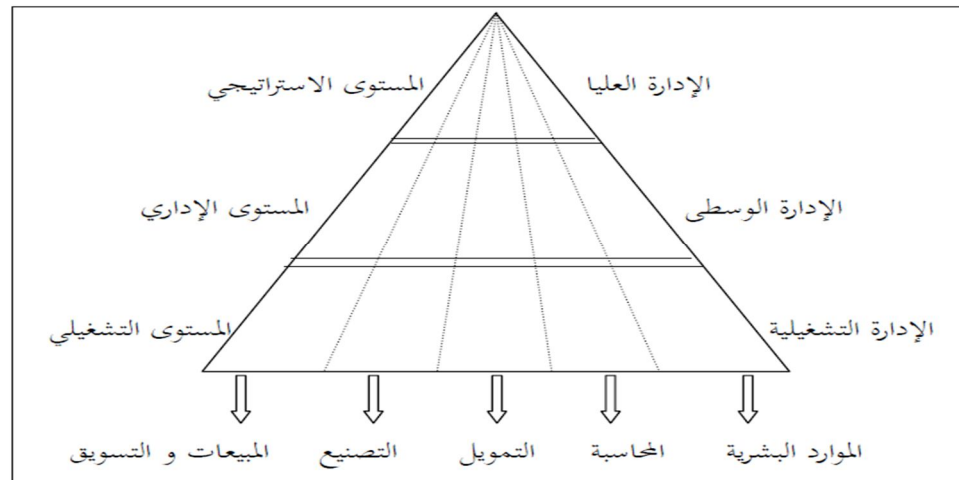 الإدارة العليا
المستوى الاستراتيجي
الإدارة الوسطى
المستوى الإداري
الإدارة التشغيلية
المستوى التشغيلي
الموارد البشرية
المحاسبة
التمويل
التصنيع
المبيعات و التسويق